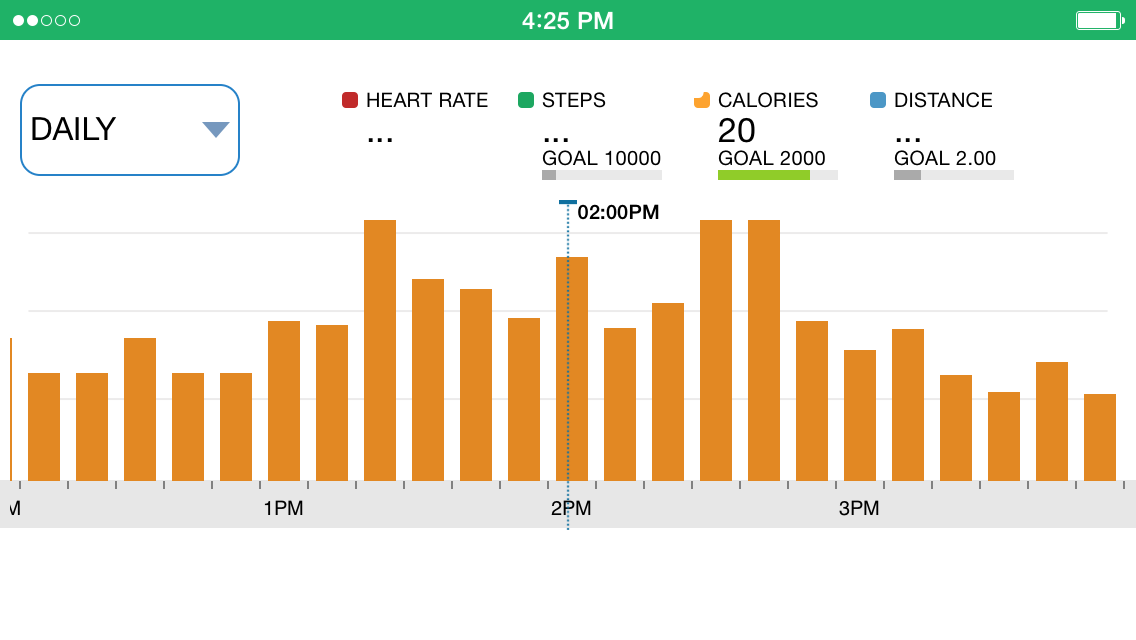 4:25 PM
DAILY
HEART RATE
...
STEPS
...
GOAL 10000
CALORIES
20
GOAL 2000
DISTANCE
...
GOAL 2.00
02:00PM
M 1PM 2PM 3PM